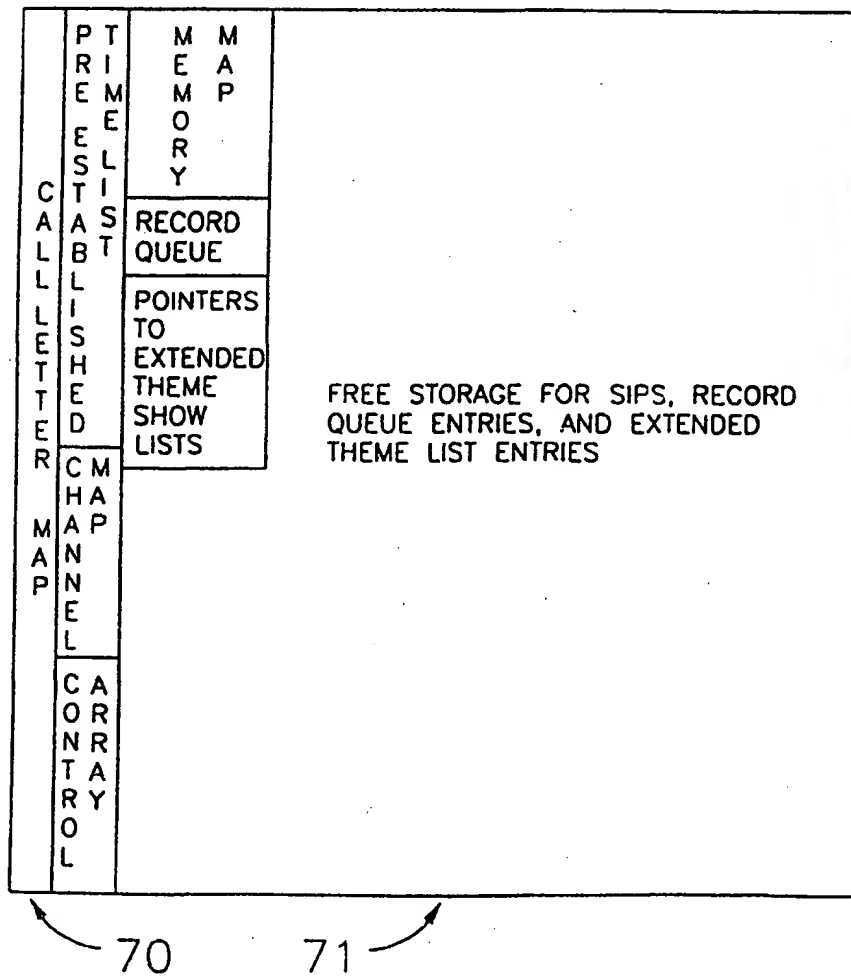 CALL LETTER MAP
PRE ESTABLISHED
TIME LIST
CHANNEL
MAP
CONTROL
ARRAY
MEMORY
MAP
RECORD
QUEUE
POINTERS
TO
EXTENDED
THEME
SHOW
LISTS
FREE STORAGE FOR SIPS, RECORD
QUEUE ENTRIES, AND EXTENDED
THEME LIST ENTRIES
70
71